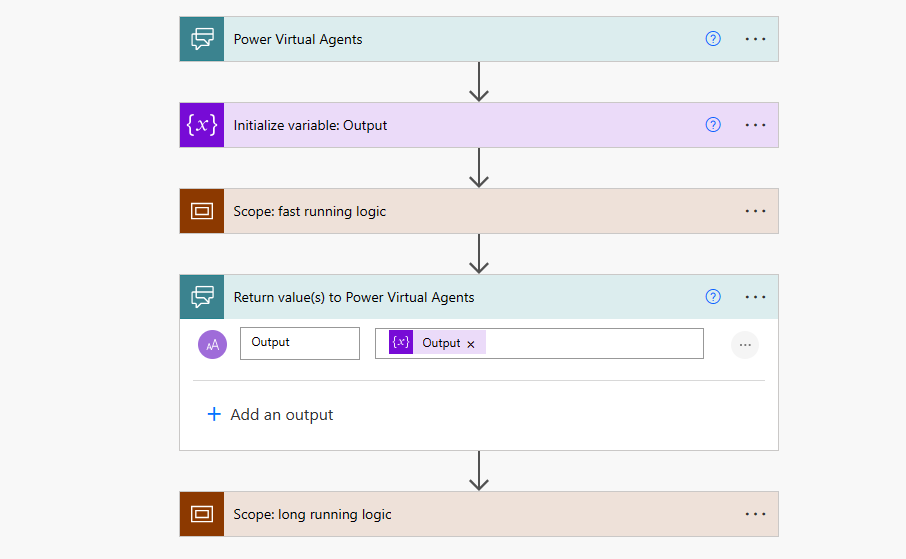 Power Virtual Agents
{x} Initialize variable: Output
Scope: fast running logic
Return value(s) to Power Virtual Agents
AA Output {x} Output ×
+ Add an output
Scope: long running logic